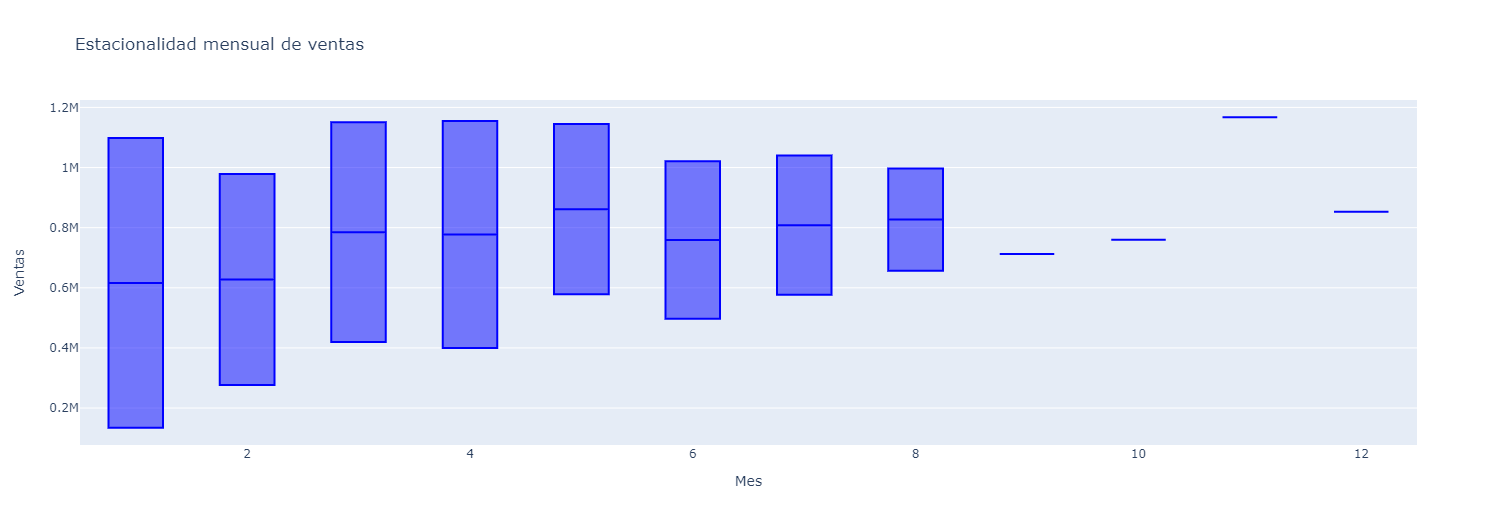 Estacionalidad mensual de ventas
1.2M
1M
0.8M
0.6M
0.4M
0.2M
Ventas
2 4 6 8 10 12
Mes